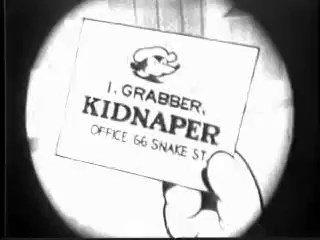 I. GRABBER,
KIDNAPER
OFFICE 66 SNAKE ST.